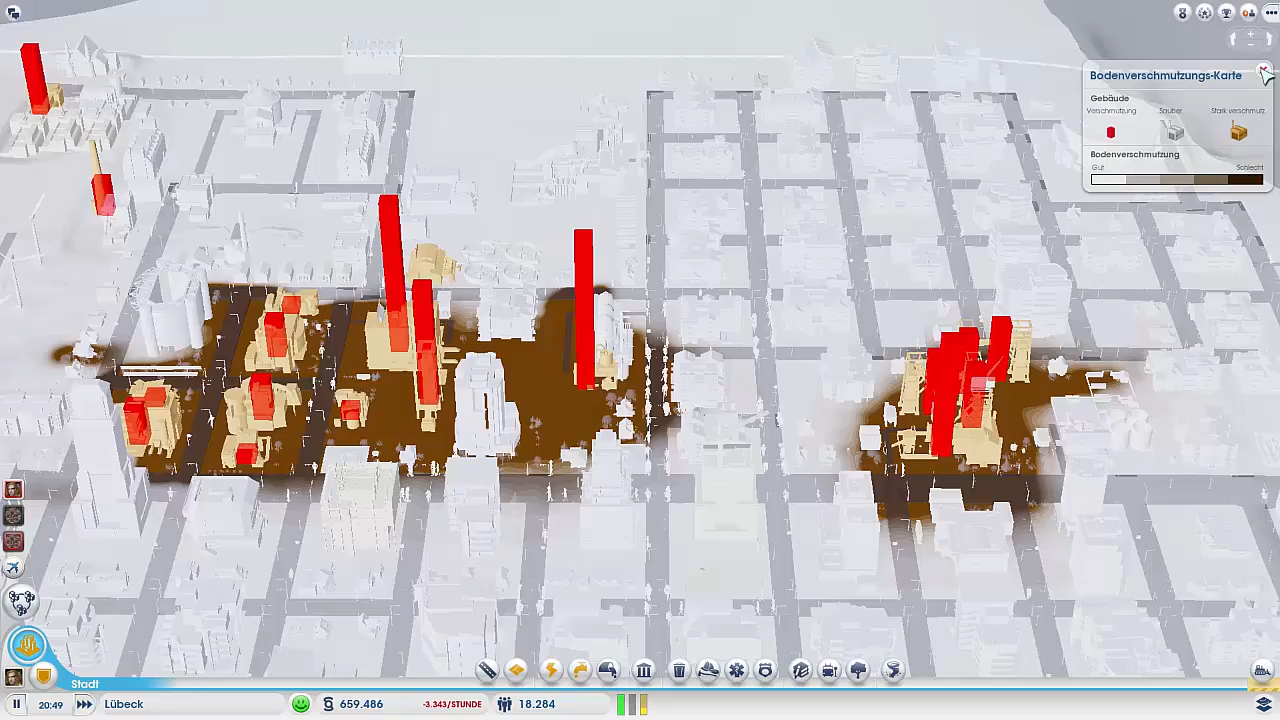 Bodenverschmutzungs-Karte
Gebäude
Verschmutzung Sauber Stark verschmutz
Bodenverschmutzung
Gut Schlecht
Stadt
20:49 Lübeck 659.486 -3.343/STUNDE 18.284